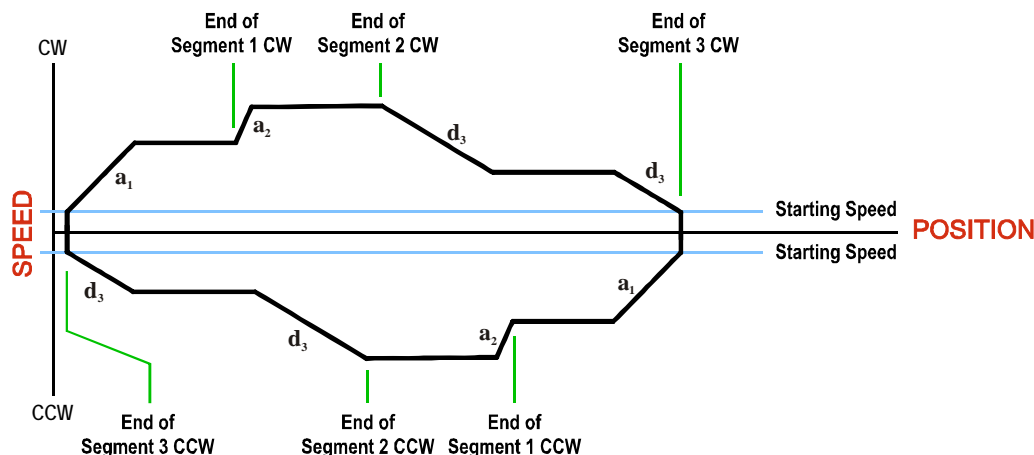 End of
Segment 1 CW
End of
Segment 2 CW
End of
Segment 3 CW
CW
a2
d3
a1
d3
Starting Speed
SPEED
POSITION
Starting Speed
d3
a1
d3
a2
CCW
End of
Segment 3 CCW
End of
Segment 2 CCW
End of
Segment 1 CCW